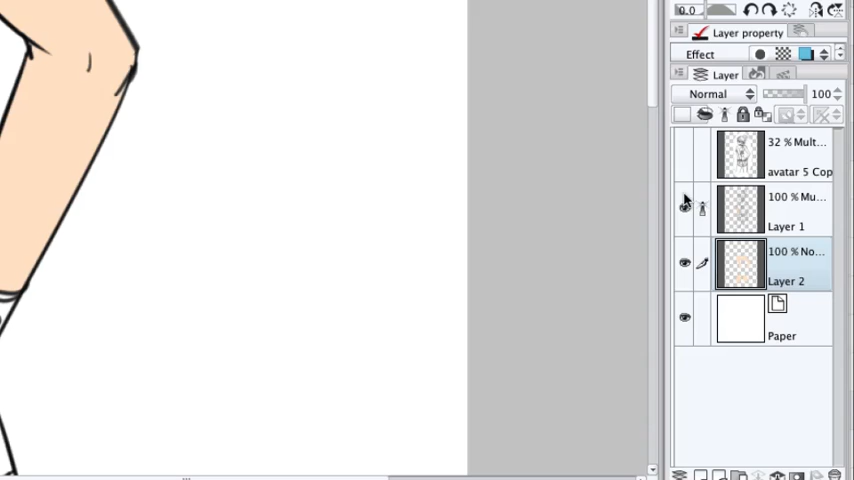 0.0
Layer property
Effect
Layer
Normal 100
32 % Mult...
avatar 5 Cop
100 % Mu...
Layer 1
100 % No...
Layer 2
Paper